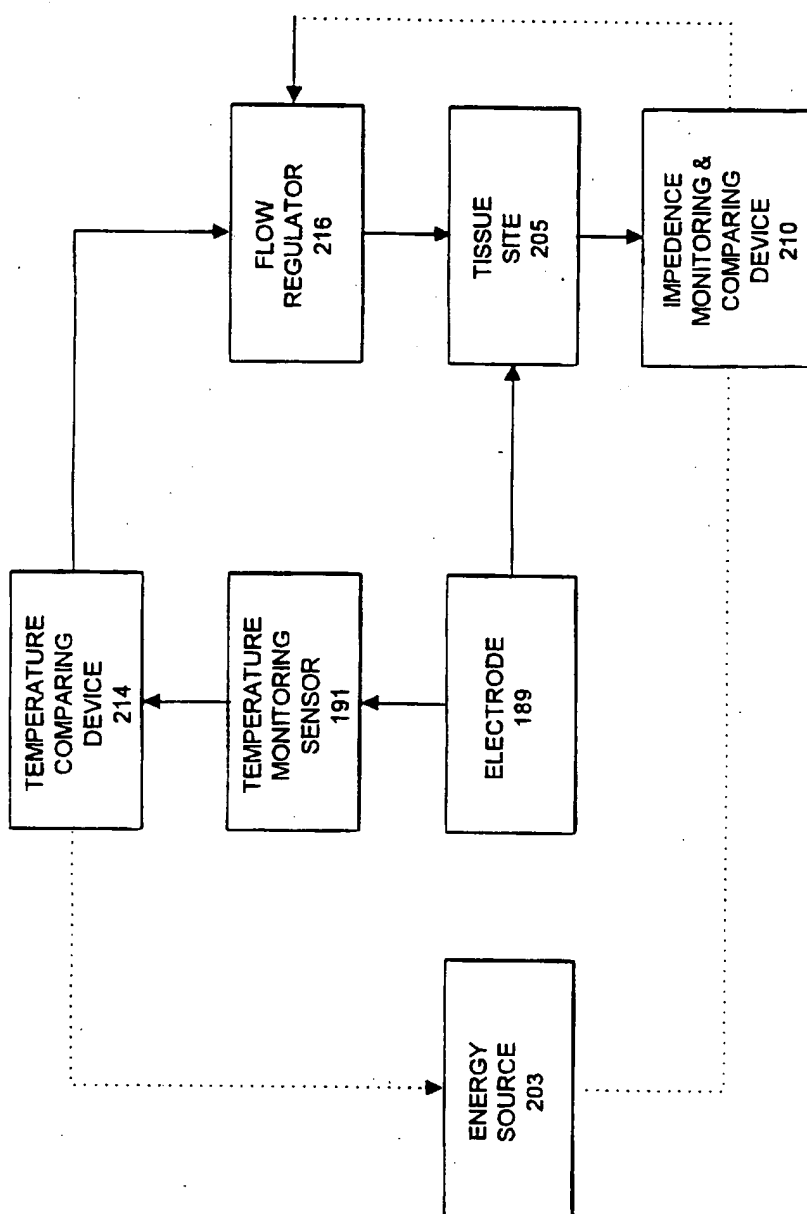 TEMPERATURE
COMPARING
DEVICE
214
TEMPERATURE
MONITORING
SENSOR
191
ELECTRODE
189
ENERGY
SOURCE
203
FLOW
REGULATOR
216
TISSUE
SITE
205
IMPEDENCE
MONITORING &
COMPARING
DEVICE
210